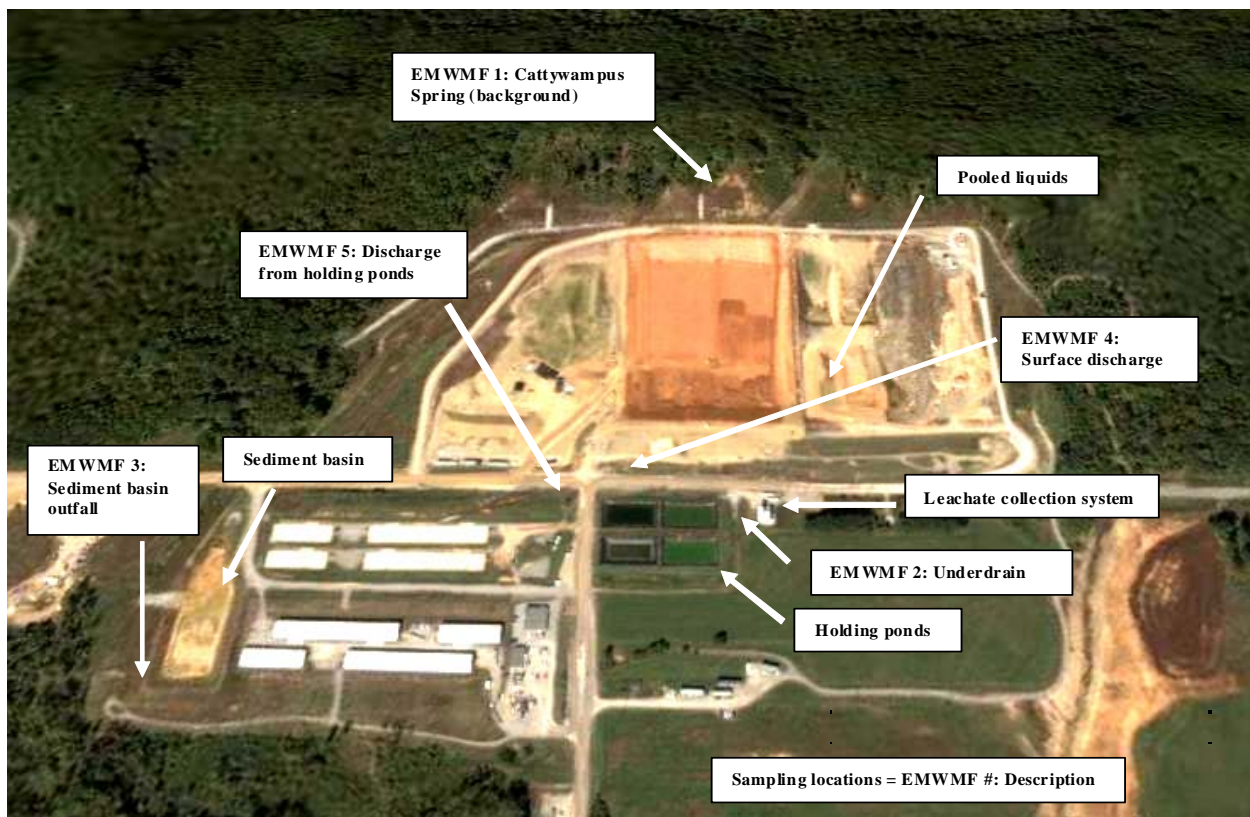 EMWMF 1: Cattywampus
Spring (background)
Pooled liquids
EMWMF 5: Discharge
from holding ponds
EMWMF 4:
Surface discharge
EMWMF 3:
Sediment basin
outfall
Sediment basin
Leachate collection system
EMWMF 2: Underdrain
Holding ponds
Sampling locations = EMWMF #: Description